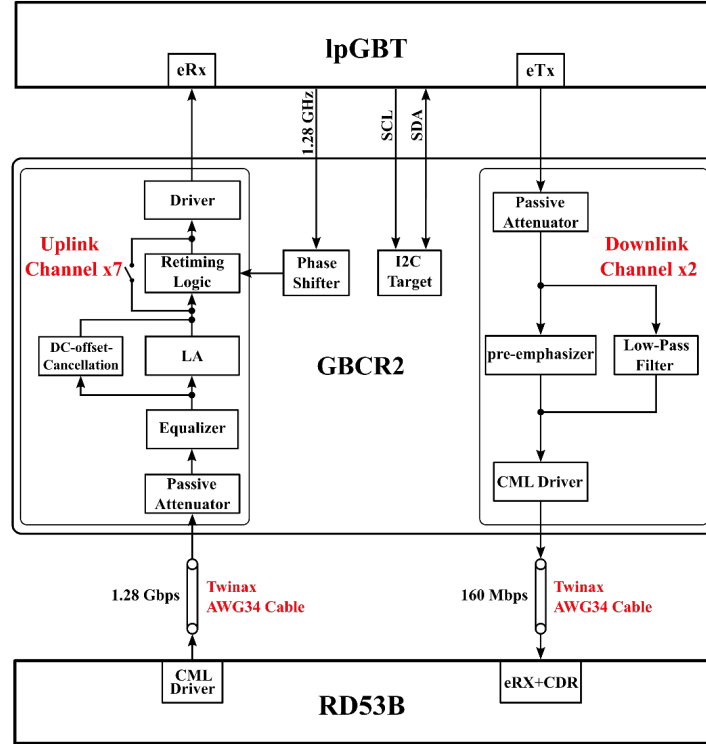 lpGBT
eRx
eTx
1.28 GHz
SCL
SDA
Driver
Passive
Attenuator
Uplink
Channel x7
Retiming
Logic
Phase
Shifter
I2C
Target
Downlink
Channel x2
DC-offset-
Cancellation
LA
GBCR2
pre-emphasizer
Low-Pass
Filter
Equalizer
Passive
Attenuator
CML Driver
1.28 Gbps
Twinax
AWG34 Cable
160 Mbps
Twinax
AWG34 Cable
CML
Driver
eRX+CDR
RD53B